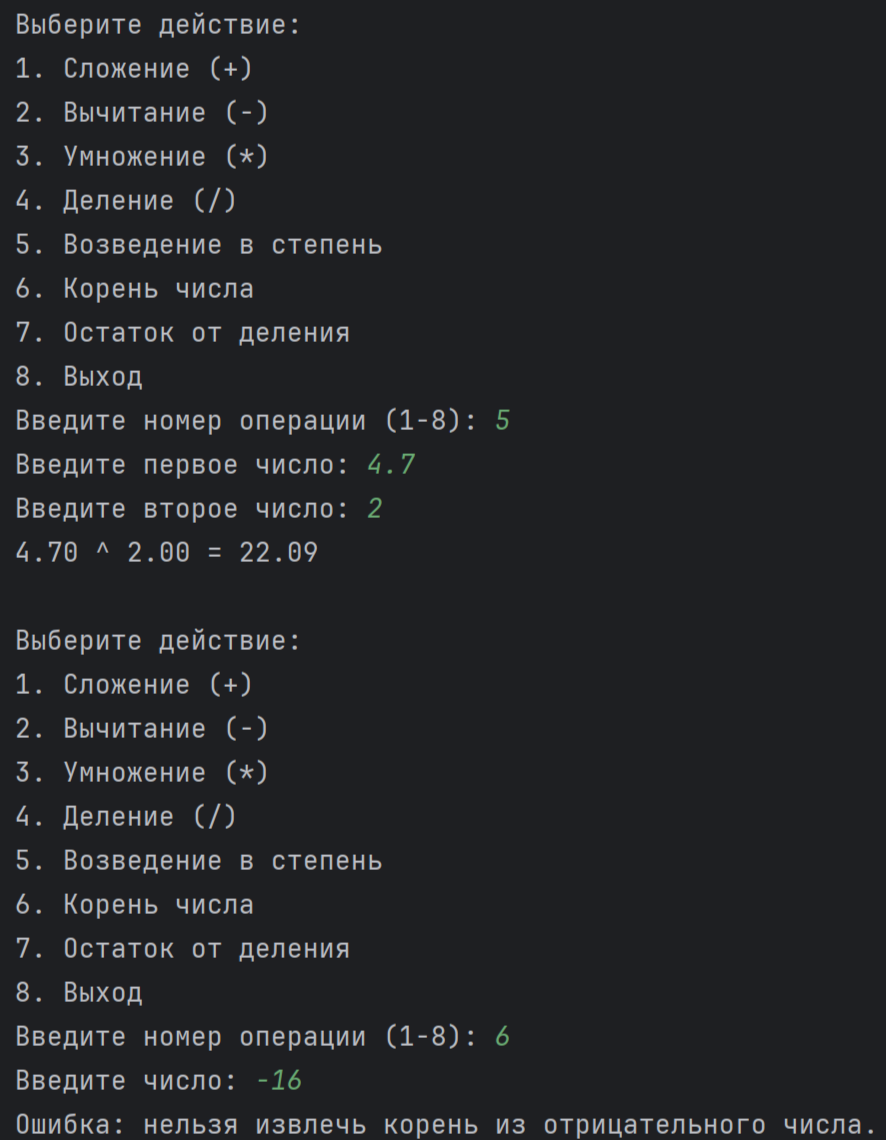 Выберите действие:
1. Сложение (+)
2. Вычитание (-)
3. Умножение (*)
4. Деление (/)
5. Возведение в степень
6. Корень числа
7. Остаток от деления
8. Выход
Введите номер операции (1-8): 5
Введите первое число: 4.7
Введите второе число: 2
4.70 ^ 2.00 = 22.09
Выберите действие:
1. Сложение (+)
2. Вычитание (-)
3. Умножение (*)
4. Деление (/)
5. Возведение в степень
6. Корень числа
7. Остаток от деления
8. Выход
Введите номер операции (1-8): 6
Введите число: -16
Ошибка: нельзя извлечь корень из отрицательного числа.